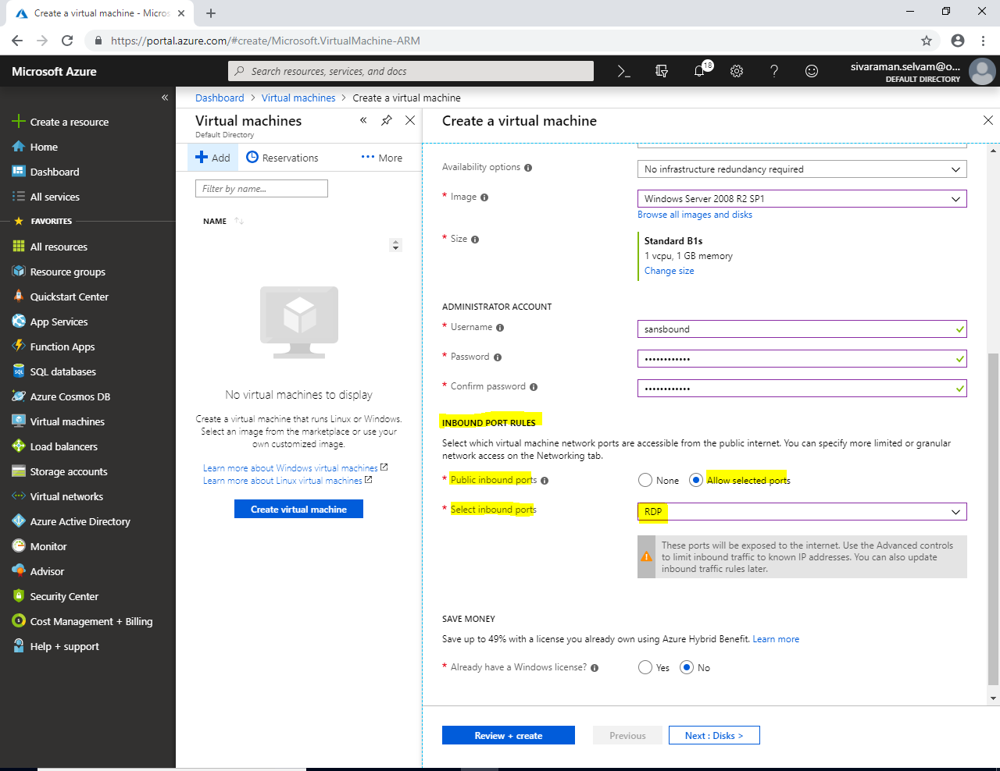 Create a virtual machine - Micros
https://portal.azure.com/#create/Microsoft.VirtualMachine-ARM
Microsoft Azure
Search resources, services, and docs
18
sivaraman.selvam@o...
DEFAULT DIRECTORY
Create a resource
Home
Dashboard
All services
FAVORITES
All resources
Resource groups
Quickstart Center
App Services
Function Apps
SQL databases
Azure Cosmos DB
Virtual machines
Load balancers
Storage accounts
Virtual networks
Azure Active Directory
Monitor
Advisor
Security Center
Cost Management + Billing
Help + support
Dashboard > Virtual machines > Create a virtual machine
Virtual machines
Default Directory
Add
Reservations
More
Filter by name...
NAME
No virtual machines to display
Create a virtual machine that runs Linux or Windows.
Select an image from the marketplace or use your
own customized image.
Learn more about Windows virtual machines
Learn more about Linux virtual machines
Create virtual machine
Create a virtual machine
Availability options
No infrastructure redundancy required
* Image
Windows Server 2008 R2 SP1
Browse all images and disks
* Size
Standard B1s
1 vcpu, 1 GB memory
Change size
ADMINISTRATOR ACCOUNT
* Username
sansbound
* Password
••••••••••••
* Confirm password
••••••••••••
INBOUND PORT RULES
Select which virtual machine network ports are accessible from the public internet. You can specify more limited or granular
network access on the Networking tab.
* Public inbound ports
None
Allow selected ports
* Select inbound ports
RDP
These ports will be exposed to the internet. Use the Advanced controls
to limit inbound traffic to known IP addresses. You can also update
inbound traffic rules later.
SAVE MONEY
Save up to 49% with a license you already own using Azure Hybrid Benefit. Learn more
* Already have a Windows license?
Yes
No
Review + create
Previous
Next : Disks >